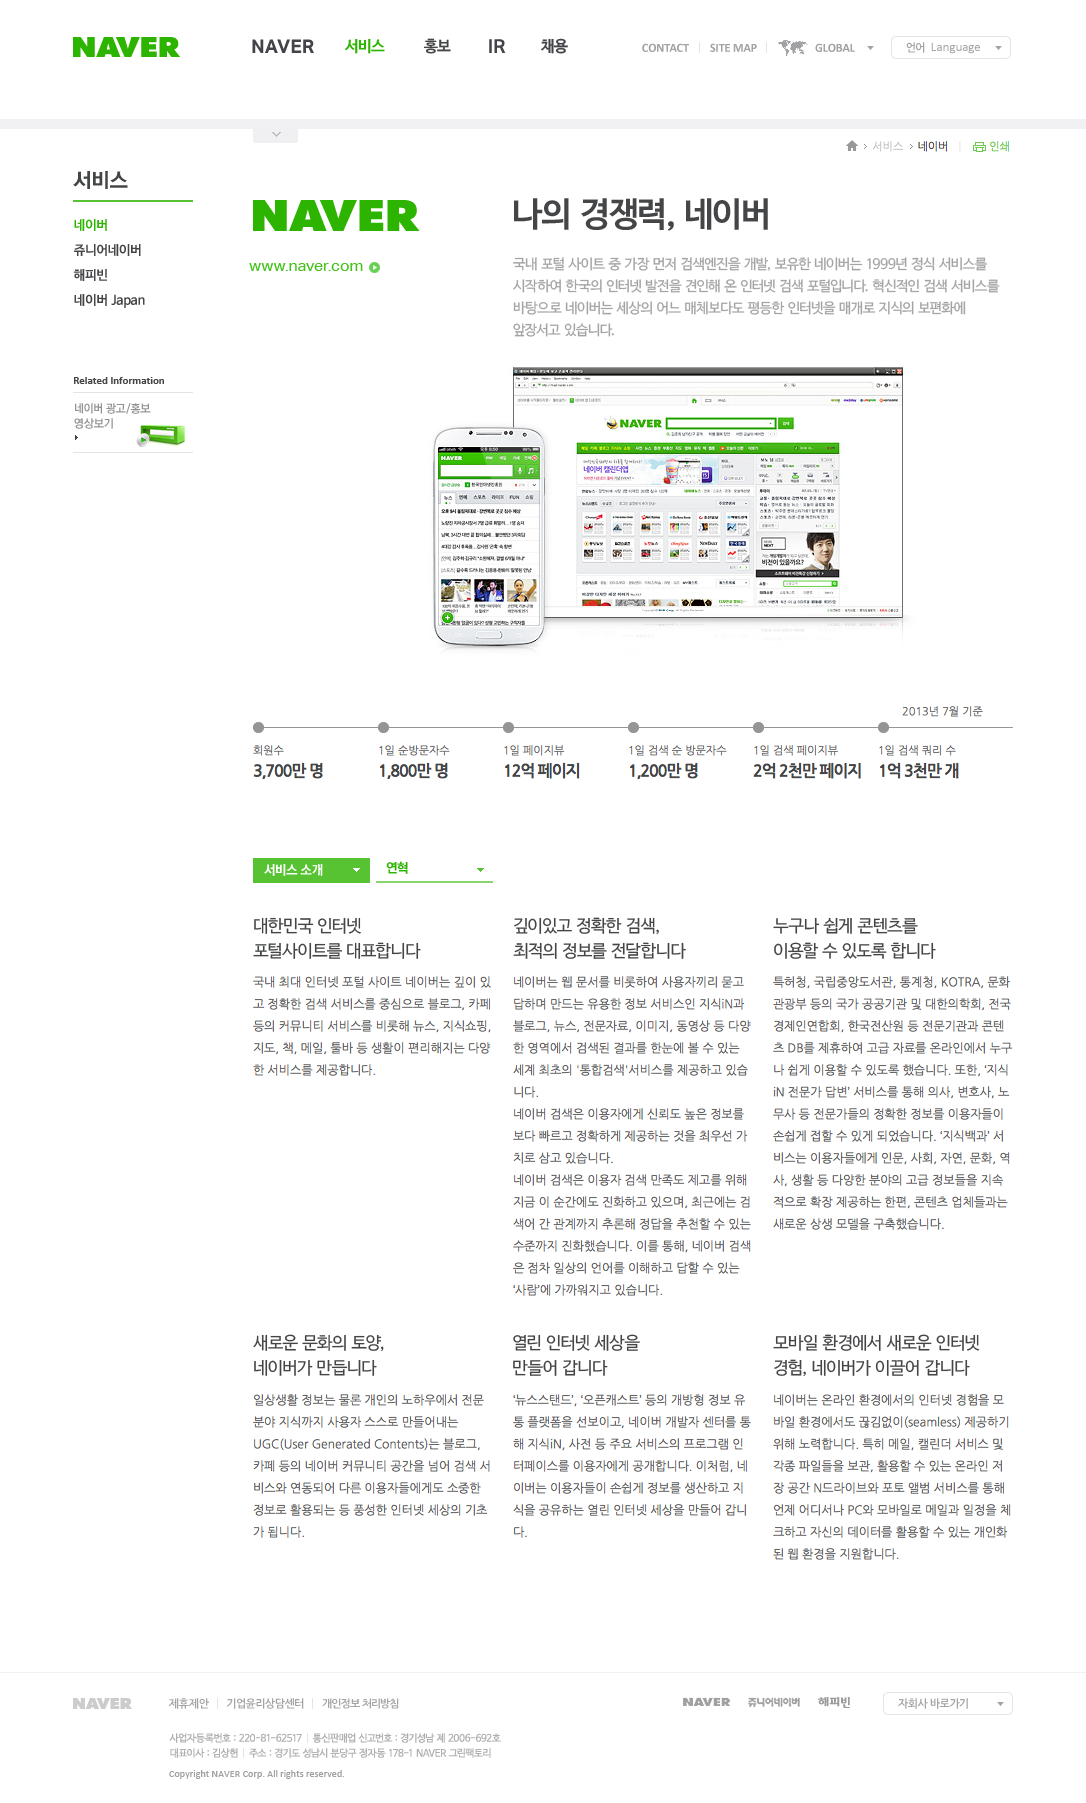 NAVER
NAVER 서비스 홍보 IR 채용
CONTACT SITE MAP GLOBAL 언어 Language
서비스 네이버 인쇄
서비스
네이버
쥬니어네이버
해피빈
네이버 Japan
Related Information
네이버 광고/홍보
영상보기
NAVER
www.naver.com
나의 경쟁력, 네이버
국내 포털 사이트 중 가장 먼저 검색엔진을 개발, 보유한 네이버는 1999년 정식 서비스를
시작하여 한국의 인터넷 발전을 견인해 온 인터넷 검색 포털입니다. 혁신적인 검색 서비스를
바탕으로 네이버는 세상의 어느 매체보다도 평등한 인터넷을 매개로 지식의 보편화에
앞장서고 있습니다.
NAVER
네이버 캘린더앱
2013년 7월 기준
회원수
3,700만 명
1일 순방문자수
1,800만 명
1일 페이지뷰
12억 페이지
1일 검색 순 방문자수
1,200만 명
1일 검색 페이지뷰
2억 2천만 페이지
1일 검색 쿼리 수
1억 3천만 개
서비스 소개
연혁
대한민국 인터넷
포털사이트를 대표합니다
국내 최대 인터넷 포털 사이트 네이버는 깊이 있
고 정확한 검색 서비스를 중심으로 블로그, 카페
등의 커뮤니티 서비스를 비롯해 뉴스, 지식쇼핑,
지도, 책, 메일, 툴바 등 생활이 편리해지는 다양
한 서비스를 제공합니다.
깊이있고 정확한 검색,
최적의 정보를 전달합니다
네이버는 웹 문서를 비롯하여 사용자끼리 묻고
답하며 만드는 유용한 정보 서비스인 지식iN과
블로그, 뉴스, 전문자료, 이미지, 동영상 등 다양
한 영역에서 검색된 결과를 한눈에 볼 수 있는
세계 최초의 '통합검색'서비스를 제공하고 있습
니다.
네이버 검색은 이용자에게 신뢰도 높은 정보를
보다 빠르고 정확하게 제공하는 것을 최우선 가
치로 삼고 있습니다.
네이버 검색은 이용자 검색 만족도 제고를 위해
지금 이 순간에도 진화하고 있으며, 최근에는 검
색어 간 관계까지 추론해 정답을 추천할 수 있는
수준까지 진화했습니다. 이를 통해, 네이버 검색
은 점차 일상의 언어를 이해하고 답할 수 있는
‘사람’에 가까워지고 있습니다.
누구나 쉽게 콘텐츠를
이용할 수 있도록 합니다
특허청, 국립중앙도서관, 통계청, KOTRA, 문화
관광부 등의 국가 공공기관 및 대한의학회, 전국
경제인연합회, 한국전산원 등 전문기관과 콘텐
츠 DB를 제휴하여 고급 자료를 온라인에서 누구
나 쉽게 이용할 수 있도록 했습니다. 또한, ‘지식
iN 전문가 답변’ 서비스를 통해 의사, 변호사, 노
무사 등 전문가들의 정확한 정보를 이용자들이
손쉽게 접할 수 있게 되었습니다. ‘지식백과’ 서
비스는 이용자들에게 인문, 사회, 자연, 문화, 역
사, 생활 등 다양한 분야의 고급 정보들을 지속
적으로 확장 제공하는 한편, 콘텐츠 업체들과는
새로운 상생 모델을 구축했습니다.
새로운 문화의 토양,
네이버가 만듭니다
일상생활 정보는 물론 개인의 노하우에서 전문
분야 지식까지 사용자 스스로 만들어내는
UGC(User Generated Contents)는 블로그,
카페 등의 네이버 커뮤니티 공간을 넘어 검색 서
비스와 연동되어 다른 이용자들에게도 소중한
정보로 활용되는 등 풍성한 인터넷 세상의 기초
가 됩니다.
열린 인터넷 세상을
만들어 갑니다
‘뉴스스탠드’, ‘오픈캐스트’ 등의 개방형 정보 유
통 플랫폼을 선보이고, 네이버 개발자 센터를 통
해 지식iN, 사전 등 주요 서비스의 프로그램 인
터페이스를 이용자에게 공개합니다. 이처럼, 네
이버는 이용자들이 손쉽게 정보를 생산하고 지
식을 공유하는 열린 인터넷 세상을 만들어 갑니
다.
모바일 환경에서 새로운 인터넷
경험, 네이버가 이끌어 갑니다
네이버는 온라인 환경에서의 인터넷 경험을 모
바일 환경에서도 끊김없이(seamless) 제공하기
위해 노력합니다. 특히 메일, 캘린더 서비스 및
각종 파일들을 보관, 활용할 수 있는 온라인 저
장 공간 N드라이브와 포토 앨범 서비스를 통해
언제 어디서나 PC와 모바일로 메일과 일정을 체
크하고 자신의 데이터를 활용할 수 있는 개인화
된 웹 환경을 지원합니다.
NAVER 제휴제안 기업윤리상담센터 개인정보 처리방침
NAVER 쥬니어네이버 해피빈 자회사 바로가기
사업자등록번호 : 220-81-62517 통신판매업 신고번호 : 경기성남 제 2006-692호
대표이사 : 김상헌 주소 : 경기도 성남시 분당구 정자동 178-1 NAVER 그린팩토리
Copyright NAVER Corp. All rights reserved.